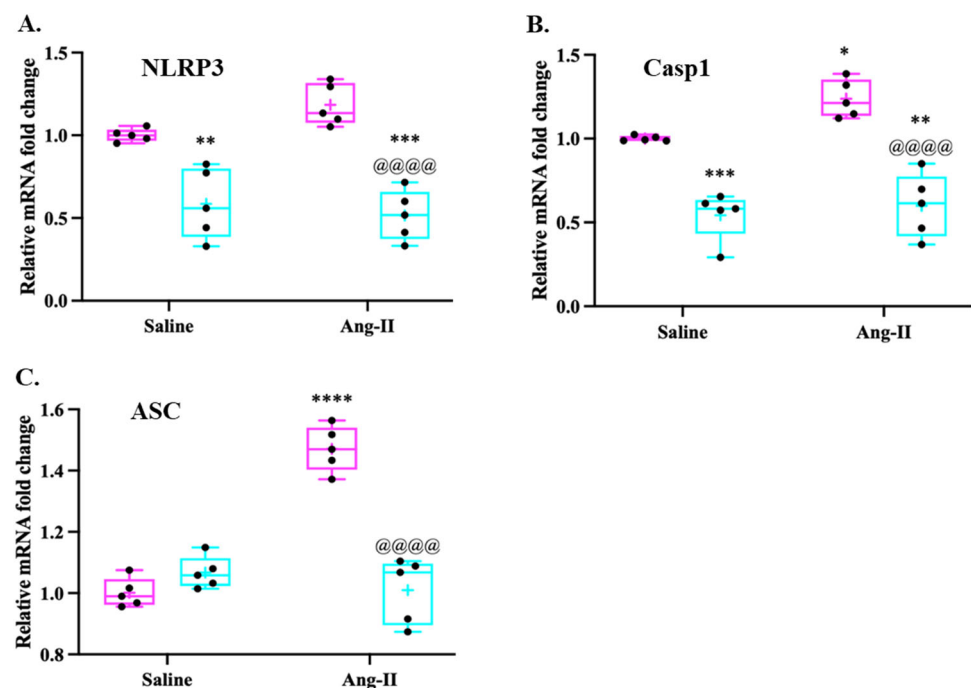 A.
NLRP3
Relative mRNA fold change
1.5
1.0
0.5
0.0
**
***
@@@@
Saline
Ang-II
B.
Casp1
Relative mRNA fold change
1.5
1.0
0.5
0.0
*
***
**
@@@@
Saline
Ang-II
C.
ASC
Relative mRNA fold change
1.6
1.4
1.2
1.0
0.8
****
@@@@
Saline
Ang-II